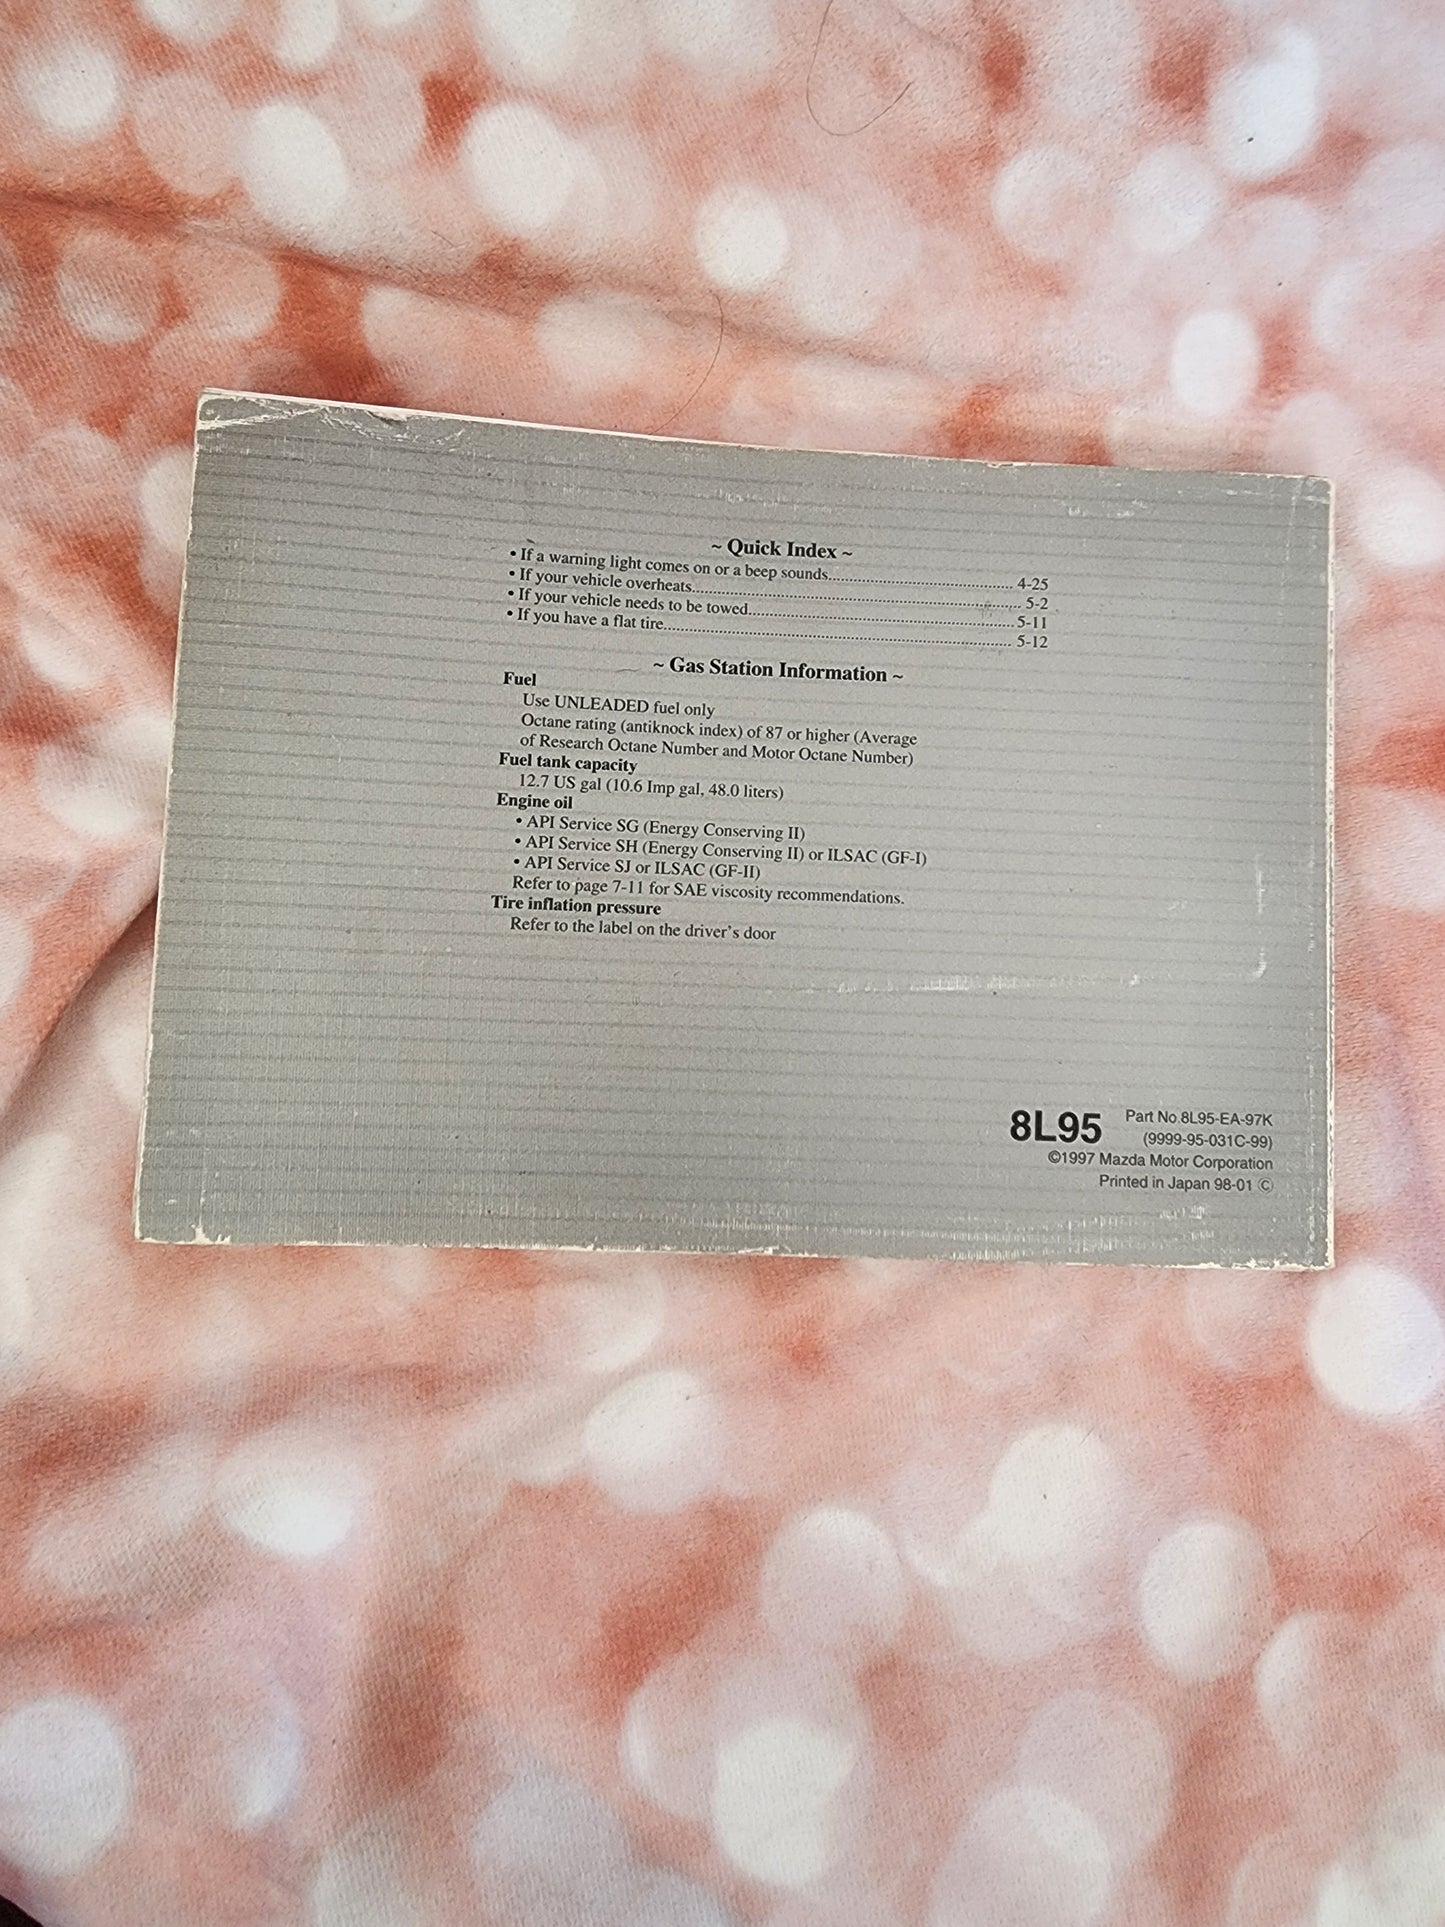 ~ Quick Index ~
• If a warning light comes on or a beep sounds.......................................... 4-25
• If your vehicle overheats.......................................................................... 5-2
• If your vehicle needs to be towed............................................................. 5-11
• If you have a flat tire................................................................................ 5-12
~ Gas Station Information ~
Fuel
Use UNLEADED fuel only
Octane rating (antiknock index) of 87 or higher (Average
of Research Octane Number and Motor Octane Number)
Fuel tank capacity
12.7 US gal (10.6 Imp gal, 48.0 liters)
Engine oil
• API Service SG (Energy Conserving II)
• API Service SH (Energy Conserving II) or ILSAC (GF-I)
• API Service SJ or ILSAC (GF-II)
Refer to page 7-11 for SAE viscosity recommendations.
Tire inflation pressure
Refer to the label on the driver's door
8L95 Part No.8L95-EA-97K
(9999-95-031C-99)
©1997 Mazda Motor Corporation
Printed in Japan 98-01 Ⓒ